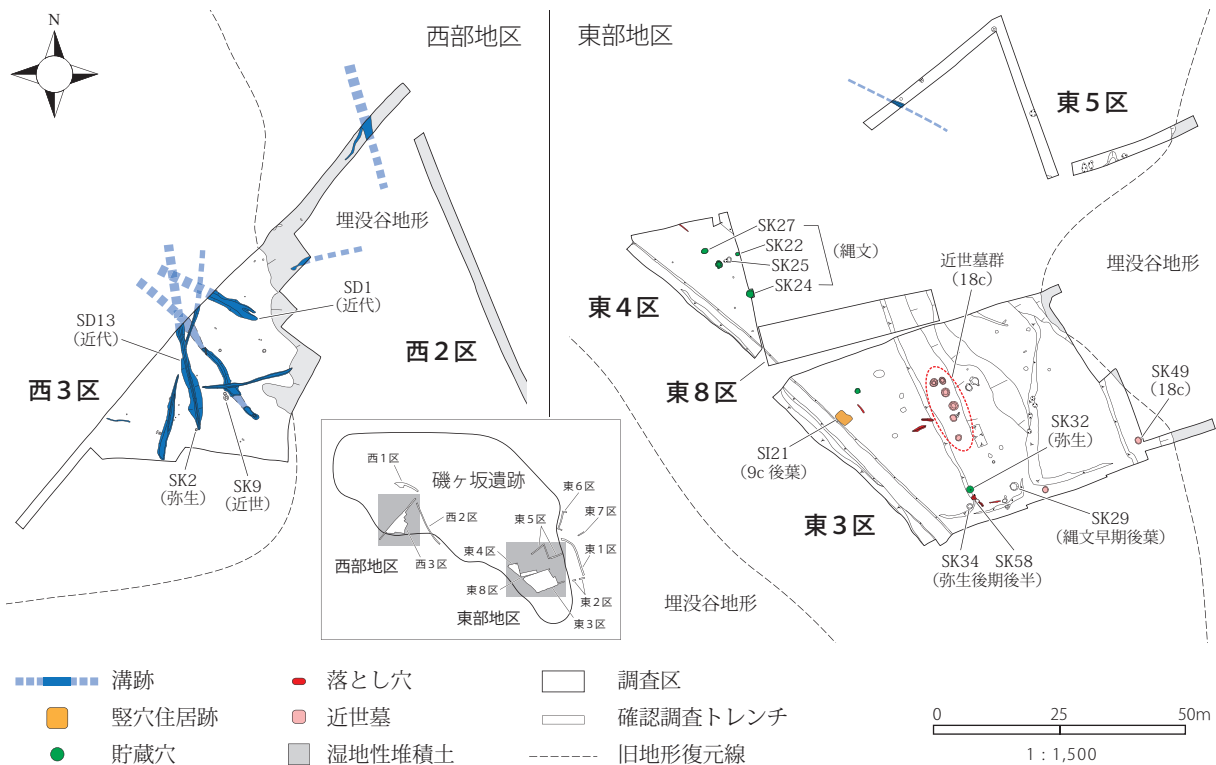 N
西部地区
東部地区
東5区
埋没谷地形
SD1
(近代)
SD13
(近代)
西3区
西2区
SK2
(弥生)
SK9
(近世)
SK27
SK22
SK25
SK24
(縄文)
東4区
近世墓群
(18c)
埋没谷地形
東8区
SK49
(18c)
SK32
(弥生)
SI21
(9c 後葉)
東3区
SK29
(縄文早期後葉)
SK34
(弥生後期後半)
SK58
埋没谷地形
西1区
磯ヶ坂遺跡
西2区
西3区
西部地区
東6区
東7区
東5区
東4区
東1区
東8区
東2区
東部地区
東3区
溝跡
落とし穴
調査区
竪穴住居跡
近世墓
確認調査トレンチ
貯蔵穴
湿地性堆積土
旧地形復元線
0 25 50m
1：1,500